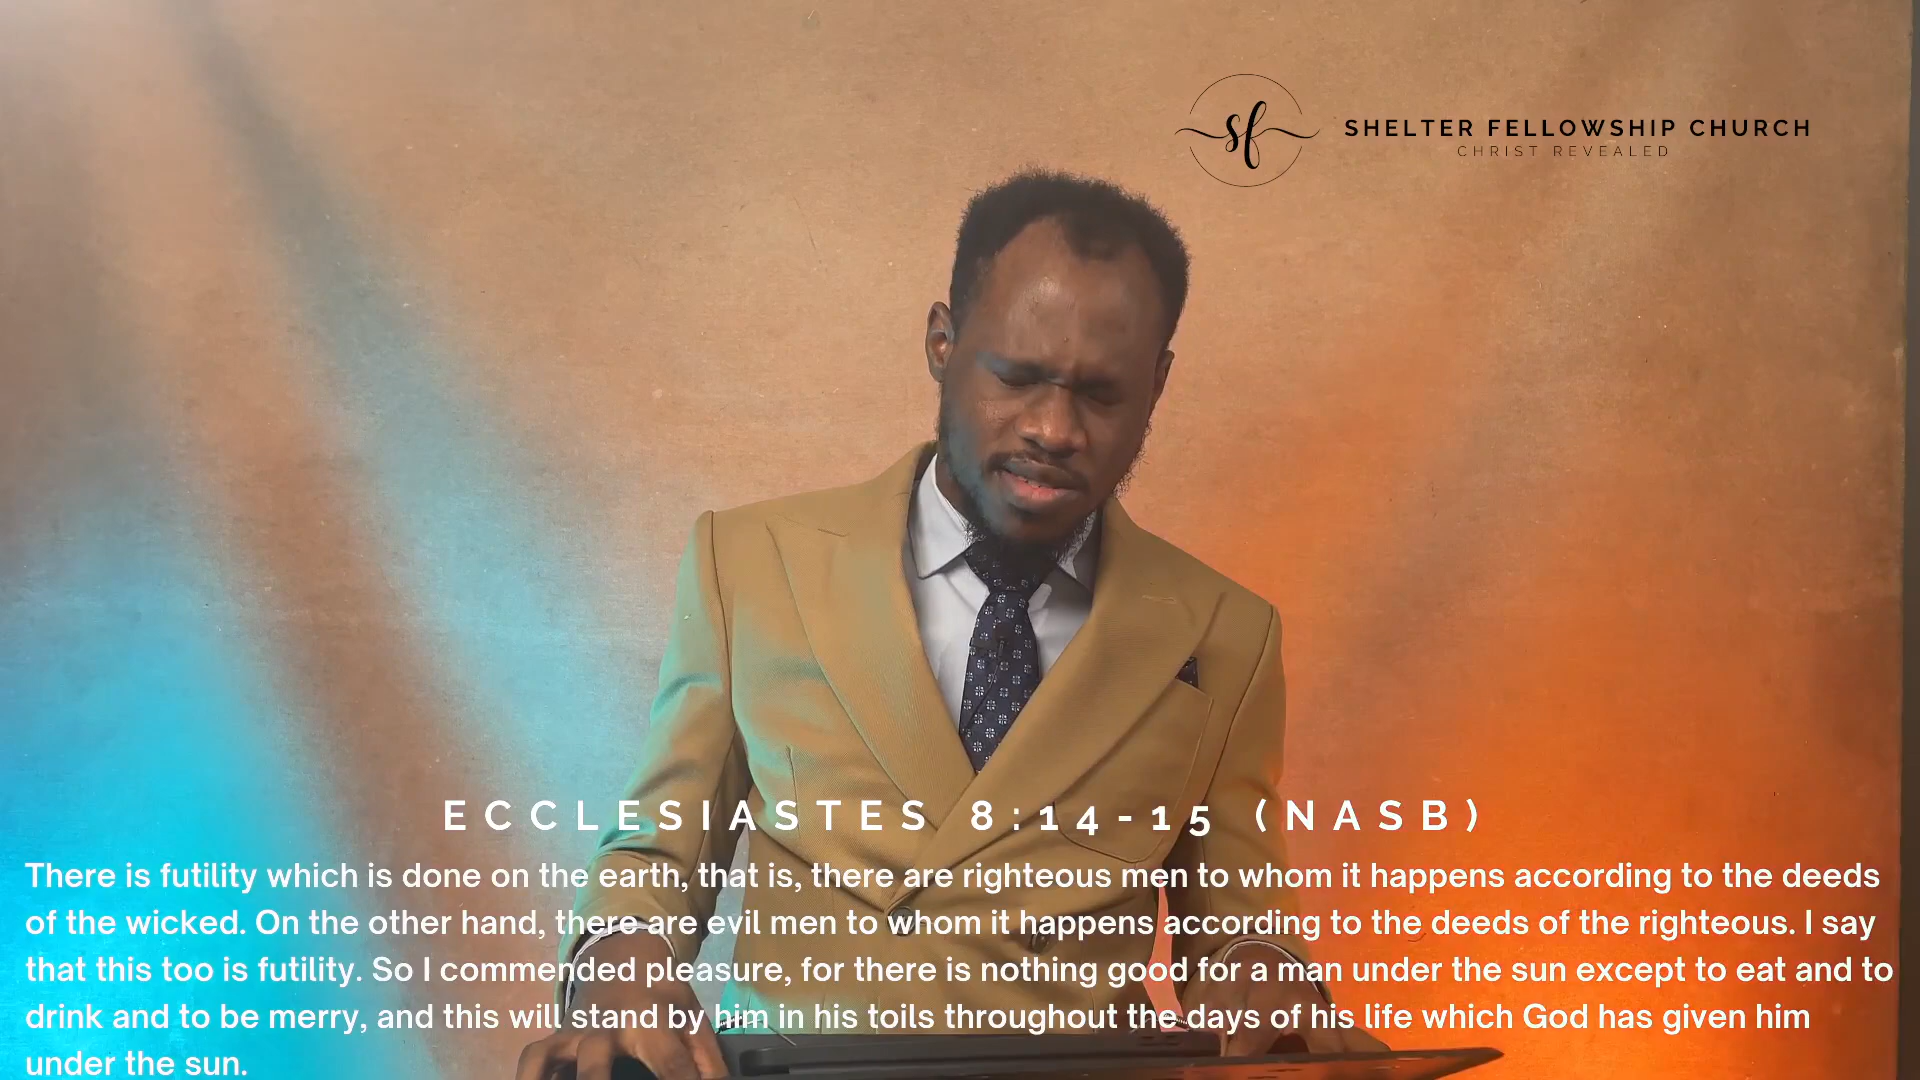 sf
SHELTER FELLOWSHIP CHURCH
CHRIST REVEALED
ECCLESIASTES 8:14-15 (NASB)
There is futility which is done on the earth, that is, there are righteous men to whom it happens according to the deeds
of the wicked. On the other hand, there are evil men to whom it happens according to the deeds of the righteous. I say
that this too is futility. So I commended pleasure, for there is nothing good for a man under the sun except to eat and to
drink and to be merry, and this will stand by him in his toils throughout the days of his life which God has given him
under the sun.